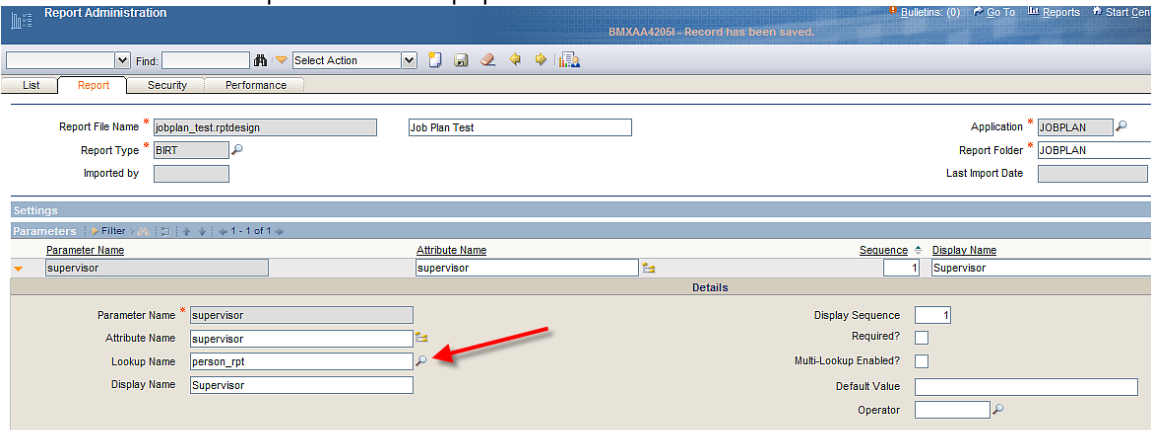 Report Administration
Bulletins: (0) Go To Reports Start Cen
BMXAA4205I - Record has been saved.
Find: Select Action
List Report Security Performance
Report File Name * jobplan_test.rptdesign Job Plan Test Application * JOBPLAN
Report Type * BIRT Report Folder * JOBPLAN
Imported by Last Import Date
Settings
Parameters Filter 1 - 1 of 1
Parameter Name Attribute Name Sequence Display Name
supervisor supervisor 1 Supervisor
Details
Parameter Name * supervisor Display Sequence 1
Attribute Name supervisor Required?
Lookup Name person_rpt Multi-Lookup Enabled?
Display Name Supervisor Default Value
Operator